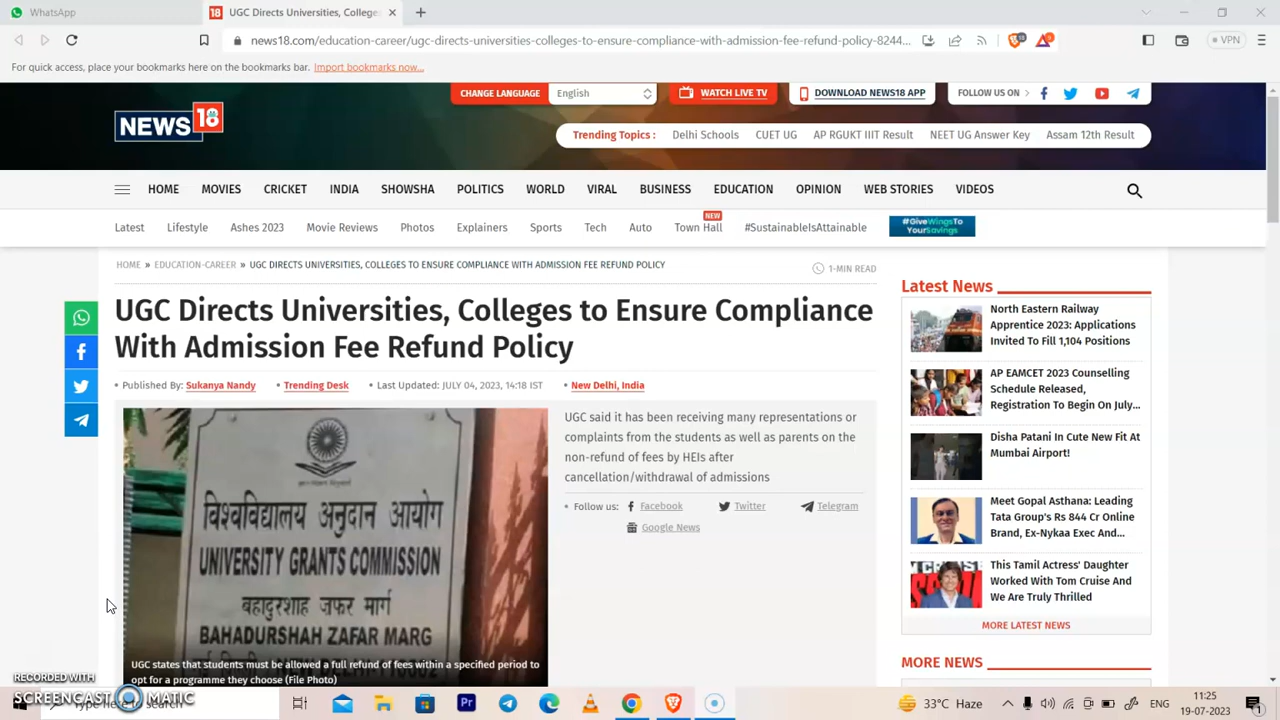 WhatsApp
18 UGC Directs Universities, College
news18.com/education-career/ugc-directs-universities-colleges-to-ensure-compliance-with-admission-fee-refund-policy-8244...
VPN
For quick access, place your bookmarks here on the bookmarks bar. Import bookmarks now...
NEWS 18
CHANGE LANGUAGE English
WATCH LIVE TV
DOWNLOAD NEWS18 APP
FOLLOW US ON
Trending Topics : Delhi Schools CUET UG AP RGUKT IIIT Result NEET UG Answer Key Assam 12th Result
HOME MOVIES CRICKET INDIA SHOWSHA POLITICS WORLD VIRAL BUSINESS EDUCATION OPINION WEB STORIES VIDEOS
NEW
Latest Lifestyle Ashes 2023 Movie Reviews Photos Explainers Sports Tech Auto Town Hall #SustainableIsAttainable
#GiveWingsTo
YourSavings
HOME » EDUCATION-CAREER » UGC DIRECTS UNIVERSITIES, COLLEGES TO ENSURE COMPLIANCE WITH ADMISSION FEE REFUND POLICY
1-MIN READ
UGC Directs Universities, Colleges to Ensure Compliance
With Admission Fee Refund Policy
Published By: Sukanya Nandy
Trending Desk
Last Updated: JULY 04, 2023, 14:18 IST
New Delhi, India
विश्वविद्यालय अनुदान आयोग
UNIVERSITY GRANTS COMMISSION
बहादुरशाह जफर मार्ग
BAHADURSHAH ZAFAR MARG
UGC states that students must be allowed a full refund of fees within a specified period to
opt for a programme they choose (File Photo)
UGC said it has been receiving many representations or
complaints from the students as well as parents on the
non-refund of fees by HEIs after
cancellation/withdrawal of admissions
Follow us: Facebook Twitter Telegram
Google News
Latest News
North Eastern Railway
Apprentice 2023: Applications
Invited To Fill 1,104 Positions
AP EAMCET 2023 Counselling
Schedule Released,
Registration To Begin On July...
Disha Patani In Cute New Fit At
Mumbai Airport!
Meet Gopal Asthana: Leading
Tata Group's Rs 844 Cr Online
Brand, Ex-Nykaa Exec And...
This Tamil Actress' Daughter
Worked With Tom Cruise And
We Are Truly Thrilled
MORE LATEST NEWS
MORE NEWS
RECORDED WITH
SCREENCAST MATIC
Type here to search
Pr
33°C Haze
ENG
11:25
19-07-2023